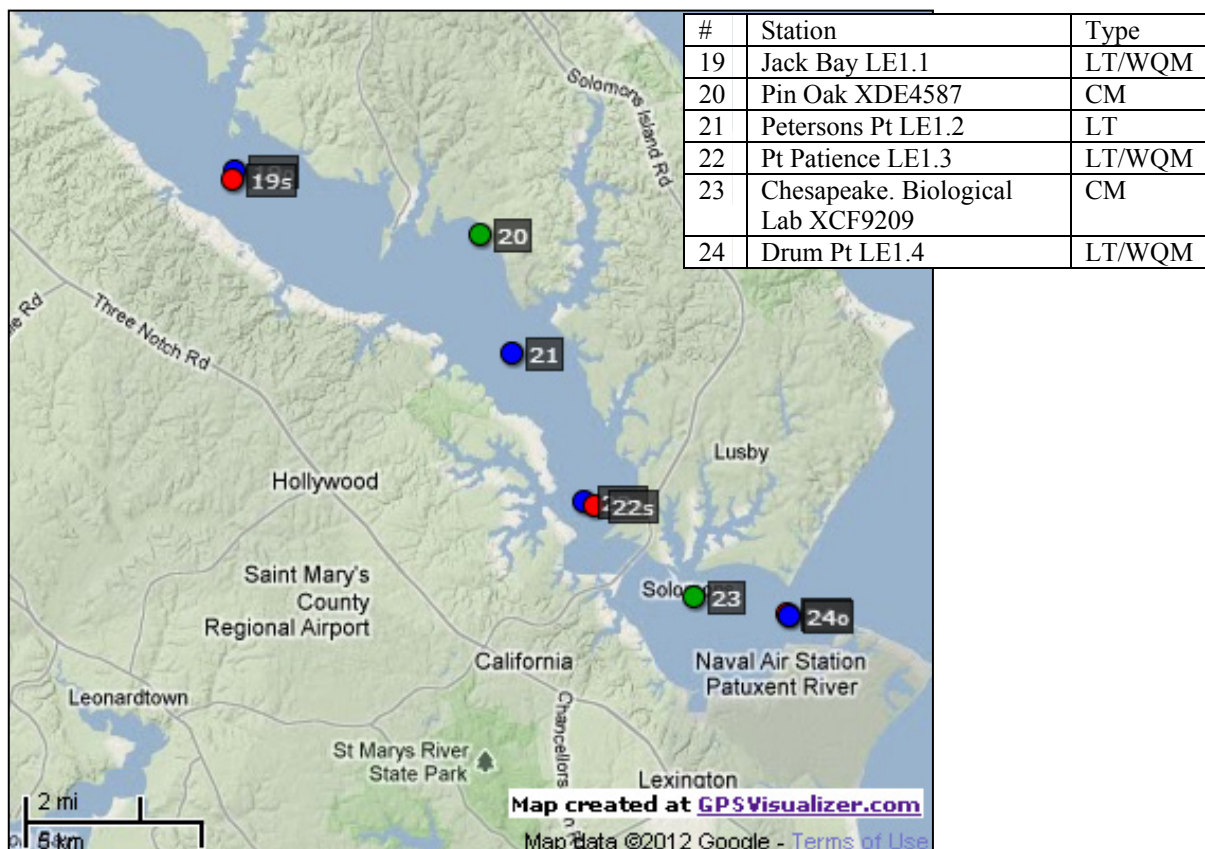 # Station Type
19 Jack Bay LE1.1 LT/WQM
20 Pin Oak XDE4587 CM
21 Petersons Pt LE1.2 LT
22 Pt Patience LE1.3 LT/WQM
23 Chesapeake. Biological CM
Lab XCF9209
24 Drum Pt LE1.4 LT/WQM
Solomons Island Rd
19s
20
Three Notch Rd
21
Lusby
Hollywood
22s
Saint Mary's
County
Regional Airport
23
24o
California
Naval Air Station
Patuxent River
Leonardtown
Chancellors
St Marys River
State Park
Lexington
2 mi
5 km
Map created at GPSVisualizer.com
Map data ©2012 Google - Terms of Use